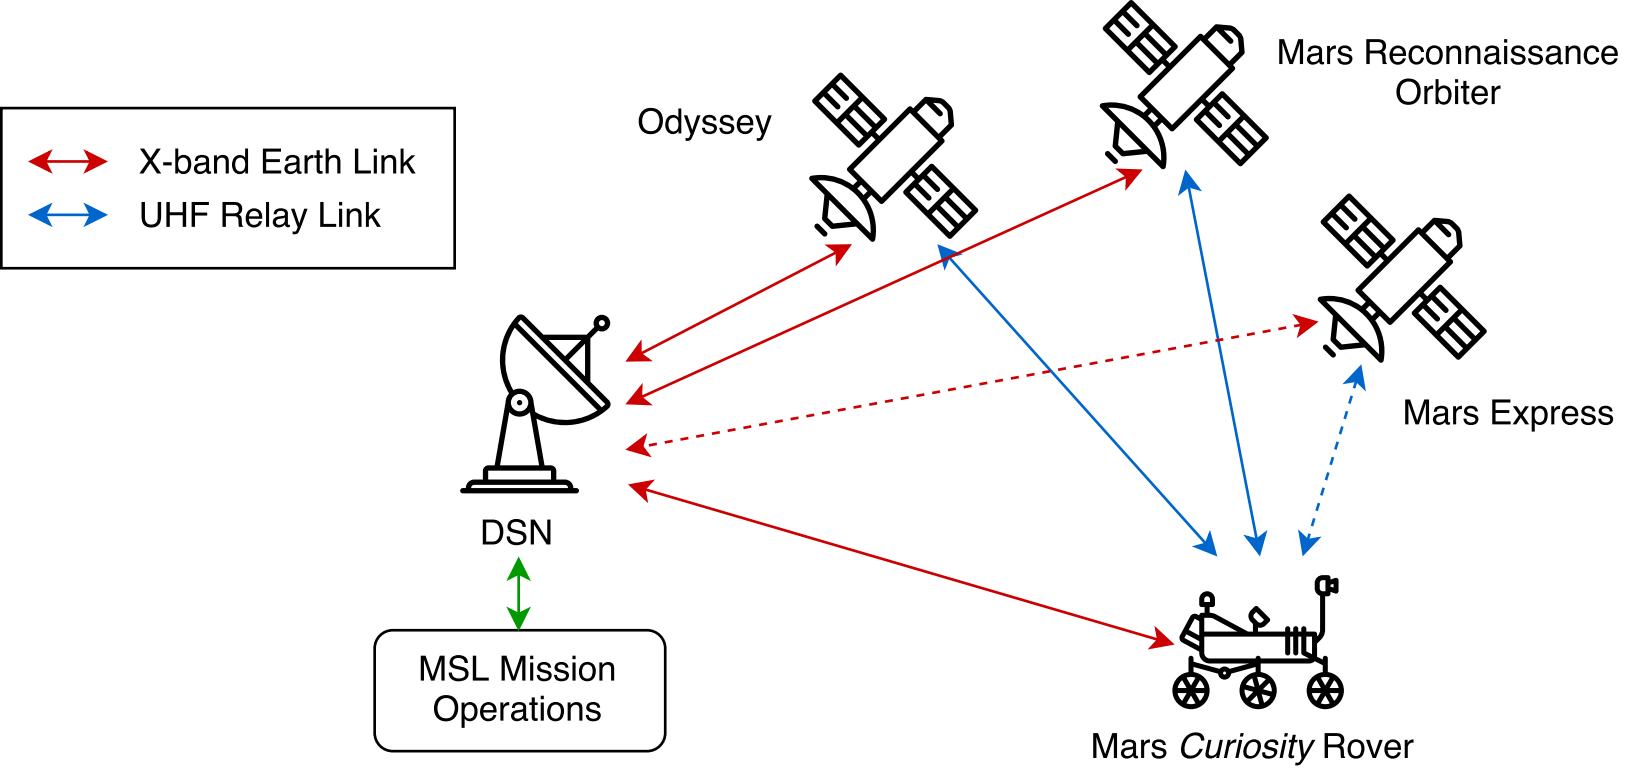 Mars Reconnaissance
Orbiter
Odyssey
X-band Earth Link
UHF Relay Link
Mars Express
DSN
MSL Mission
Operations
Mars Curiosity Rover